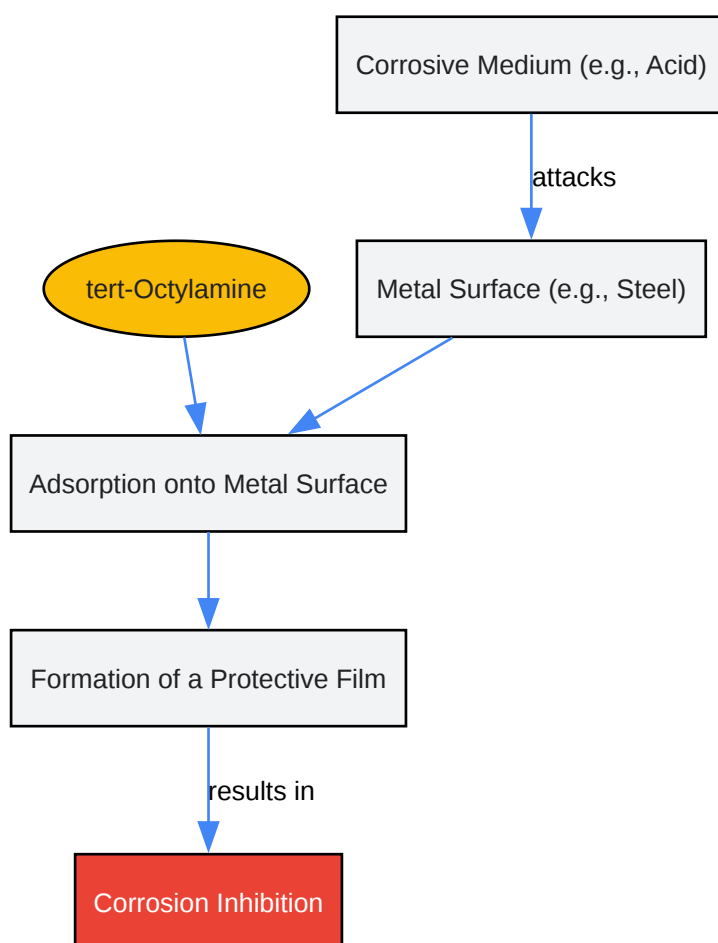 Corrosive Medium (e.g., Acid)
attacks
tert-Octylamine
Metal Surface (e.g., Steel)
Adsorption onto Metal Surface
Formation of a Protective Film
results in
Corrosion Inhibition